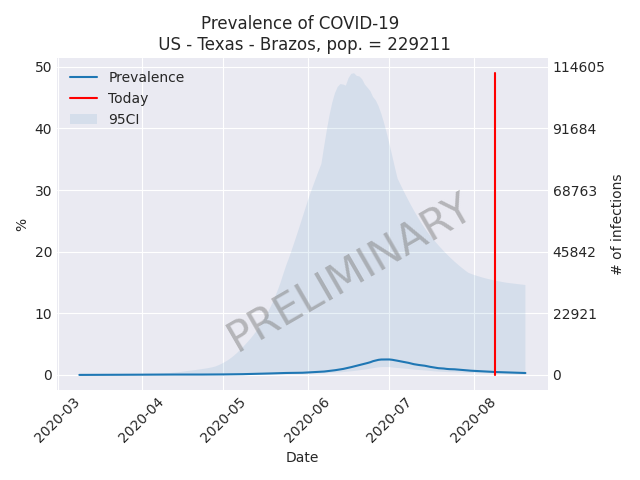 Prevalence of COVID-19
US - Texas - Brazos, pop. = 229211
Prevalence
Today
95CI
50
40
30
20
10
0
%
114605
91684
68763
45842
22921
0
# of infections
PRELIMINARY
2020-03
2020-04
2020-05
2020-06
2020-07
2020-08
Date